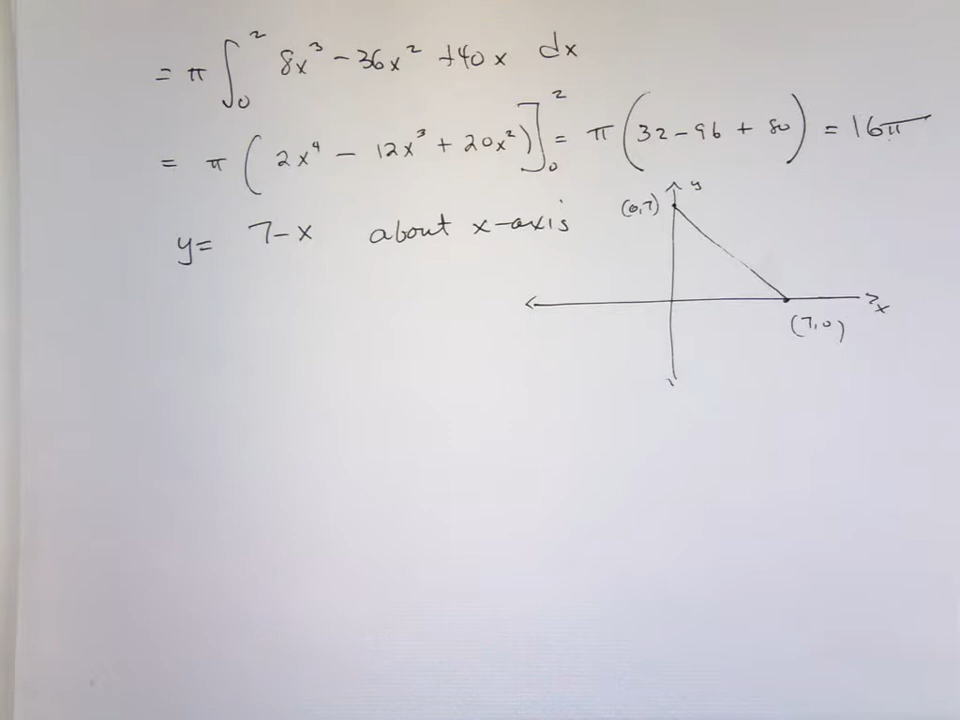 = π ∫₀² 8x³ - 36x² + 40x dx
= π (2x⁴ - 12x³ + 20x²)]₀² = π (32 - 96 + 80) = 16π
y= 7-x about x-axis
y
(0,7)
x
(7,0)